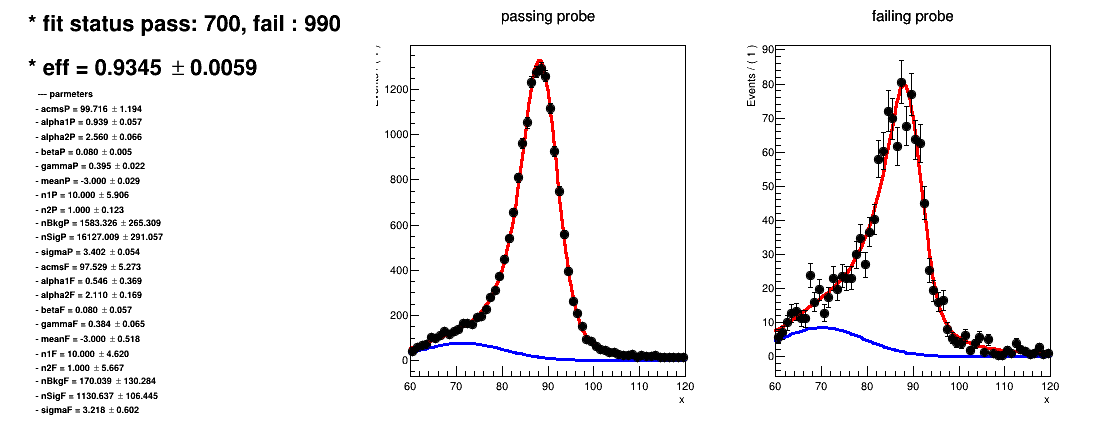 * fit status pass: 700, fail : 990
* eff = 0.9345 ± 0.0059
--- parmeters
- acmsP = 99.716 ± 1.194
- alpha1P = 0.939 ± 0.057
- alpha2P = 2.560 ± 0.066
- betaP = 0.080 ± 0.005
- gammaP = 0.395 ± 0.022
- meanP = -3.000 ± 0.029
- n1P = 10.000 ± 5.906
- n2P = 1.000 ± 0.123
- nBkgP = 1583.326 ± 265.309
- nSigP = 16127.009 ± 291.057
- sigmaP = 3.402 ± 0.054
- acmsF = 97.529 ± 5.273
- alpha1F = 0.546 ± 0.369
- alpha2F = 2.110 ± 0.169
- betaF = 0.080 ± 0.057
- gammaF = 0.384 ± 0.065
- meanF = -3.000 ± 0.518
- n1F = 10.000 ± 4.620
- n2F = 1.000 ± 5.667
- nBkgF = 170.039 ± 130.284
- nSigF = 1130.637 ± 106.445
- sigmaF = 3.218 ± 0.602
passing probe
1200
1000
800
600
400
200
0
60 70 80 90 100 110 120
x
failing probe
Events / ( 1 )
90
80
70
60
50
40
30
20
10
0
60 70 80 90 100 110 120
x